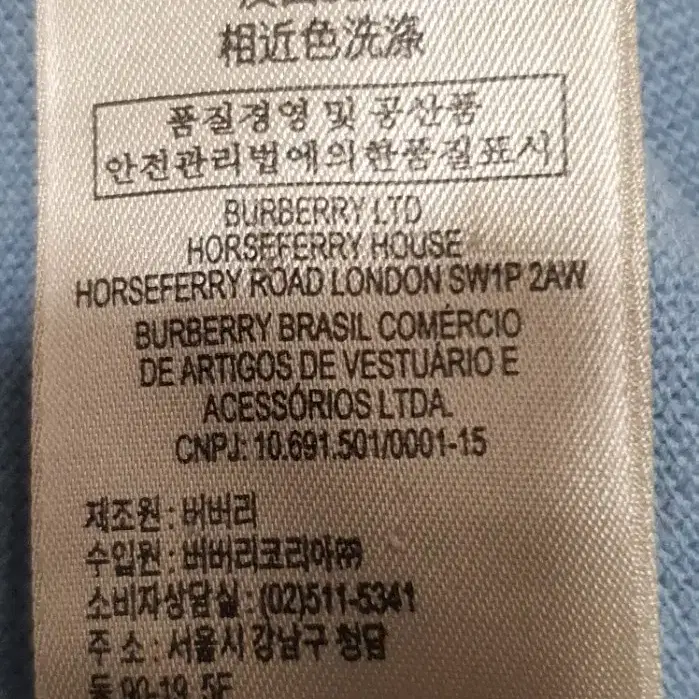 相近色洗涤
품질경영 및 공산품
안전관리법에의한품질표시
BURBERRY LTD
HORSEFERRY HOUSE
HORSEFERRY ROAD LONDON SW1P 2AW
BURBERRY BRASIL COMÉRCIO
DE ARTIGOS DE VESTUÁRIO E
ACESSÓRIOS LTDA.
CNPJ: 10.691.501/0001-15
제조원 : 버버리
수입원 : 버버리코리아㈜
소비자상담실 : (02)511-5341
주 소 : 서울시 강남구 청담
동 90-19, 5F